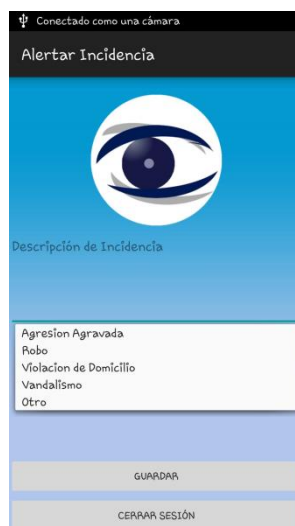 Conectado como una cámara
Alertar Incidencia
Descripción de Incidencia
Agresion Agravada
Robo
Violacion de Domicilio
Vandalismo
Otro
GUARDAR
CERRAR SESIÓN